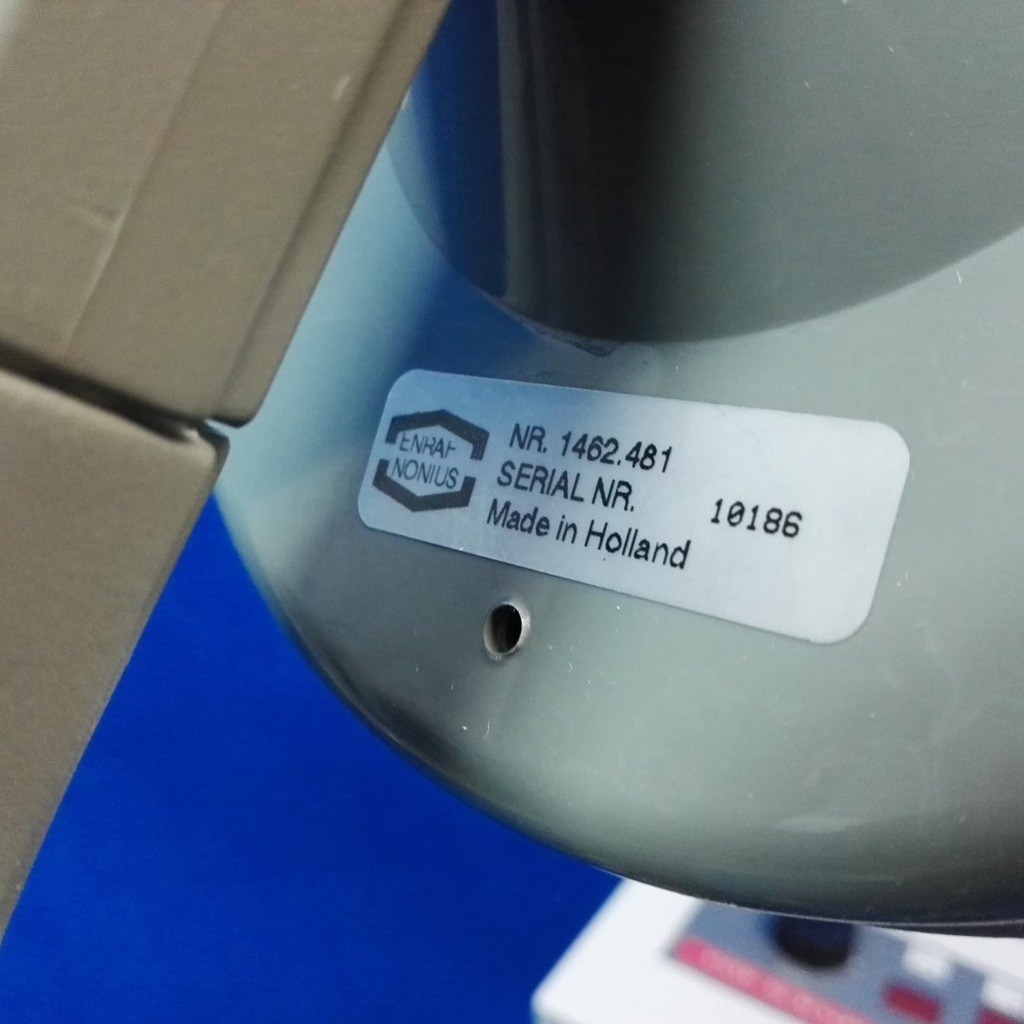 ENRAF
NONIUS
NR. 1462.481
SERIAL NR. 10186
Made in Holland